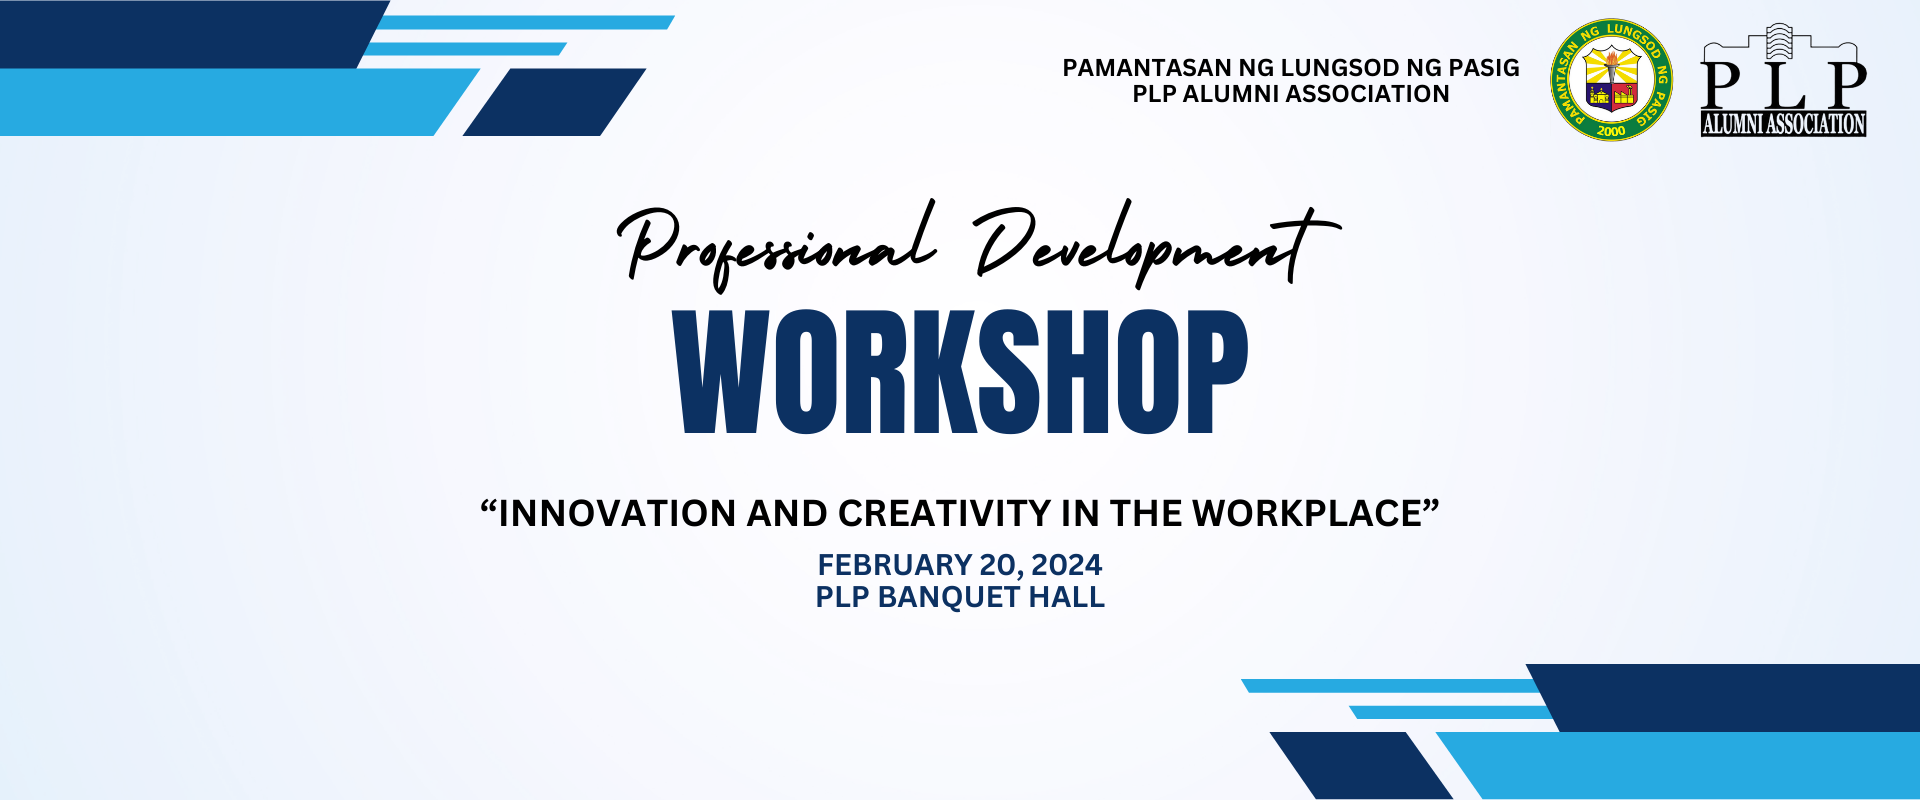 PAMANTASAN NG LUNGSOD NG PASIG
PLP ALUMNI ASSOCIATION
PAMANTASAN NG LUNGSOD NG PASIG
2000
PLP
ALUMNI ASSOCIATION
Professional Development
WORKSHOP
“INNOVATION AND CREATIVITY IN THE WORKPLACE”
FEBRUARY 20, 2024
PLP BANQUET HALL